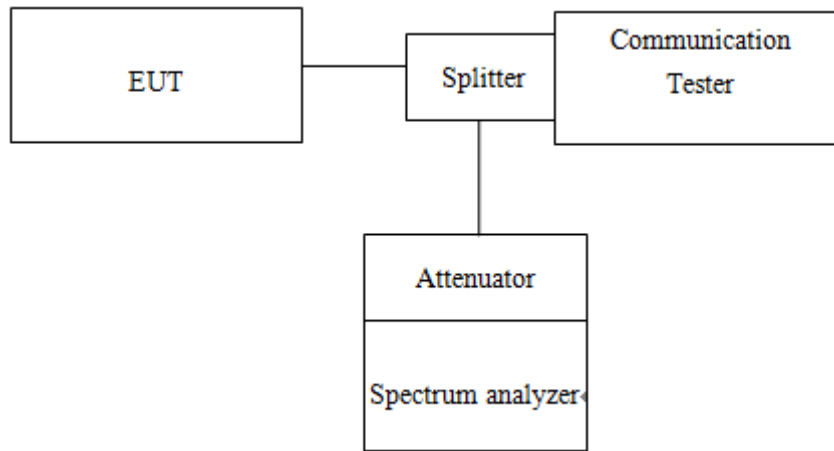 EUT
Splitter
Communication
Tester
Attenuator
Spectrum analyzer